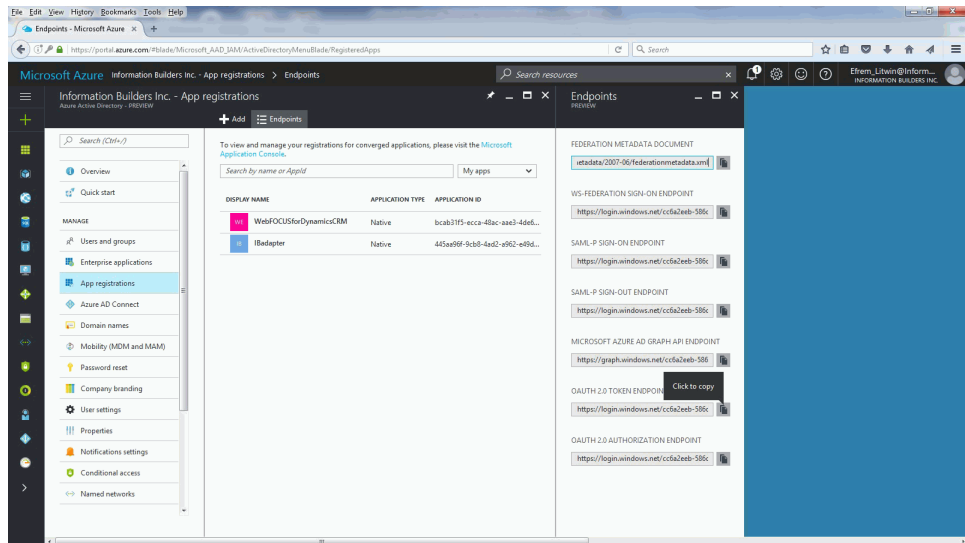 File Edit View History Bookmarks Tools Help
Endpoints - Microsoft Azure × +
https://portal.azure.com/#blade/Microsoft_AAD_IAM/ActiveDirectoryMenuBlade/RegisteredApps
Search
Microsoft Azure Information Builders Inc. - App registrations > Endpoints
Search resources
Efrem_Litwin@Inform...
INFORMATION BUILDERS INC.
Information Builders Inc. - App registrations
Azure Active Directory - PREVIEW
Search (Ctrl+/)
Overview
Quick start
MANAGE
Users and groups
Enterprise applications
App registrations
Azure AD Connect
Domain names
Mobility (MDM and MAM)
Password reset
Company branding
User settings
Properties
Notifications settings
Conditional access
Named networks
Add Endpoints
To view and manage your registrations for converged applications, please visit the Microsoft
Application Console.
Search by name or AppId
My apps
DISPLAY NAME APPLICATION TYPE APPLICATION ID
WE WebFOCUSforDynamicsCRM Native bcab31f5-ecca-48ac-aae3-4de6...
IB IBadapter Native 445aa96f-9cb8-4ad2-a962-e49d...
Endpoints
PREVIEW
FEDERATION METADATA DOCUMENT
etadata/2007-06/federationmetadata.xml
WS-FEDERATION SIGN-ON ENDPOINT
https://login.windows.net/cc6a2eeb-586c
SAML-P SIGN-ON ENDPOINT
https://login.windows.net/cc6a2eeb-586c
SAML-P SIGN-OUT ENDPOINT
https://login.windows.net/cc6a2eeb-586c
MICROSOFT AZURE AD GRAPH API ENDPOINT
https://graph.windows.net/cc6a2eeb-586
Click to copy
OAUTH 2.0 TOKEN ENDPOIN
https://login.windows.net/cc6a2eeb-586c
OAUTH 2.0 AUTHORIZATION ENDPOINT
https://login.windows.net/cc6a2eeb-586c